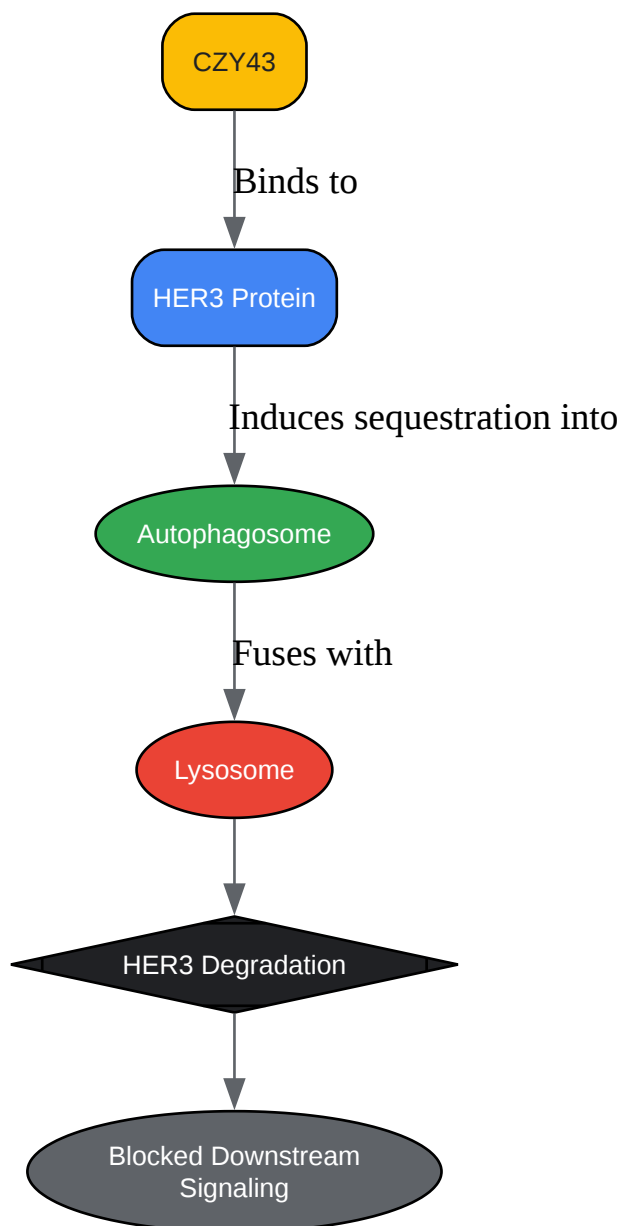 CZY43
Binds to
HER3 Protein
Induces sequestration into
Autophagosome
Fuses with
Lysosome
HER3 Degradation
Blocked Downstream
Signaling